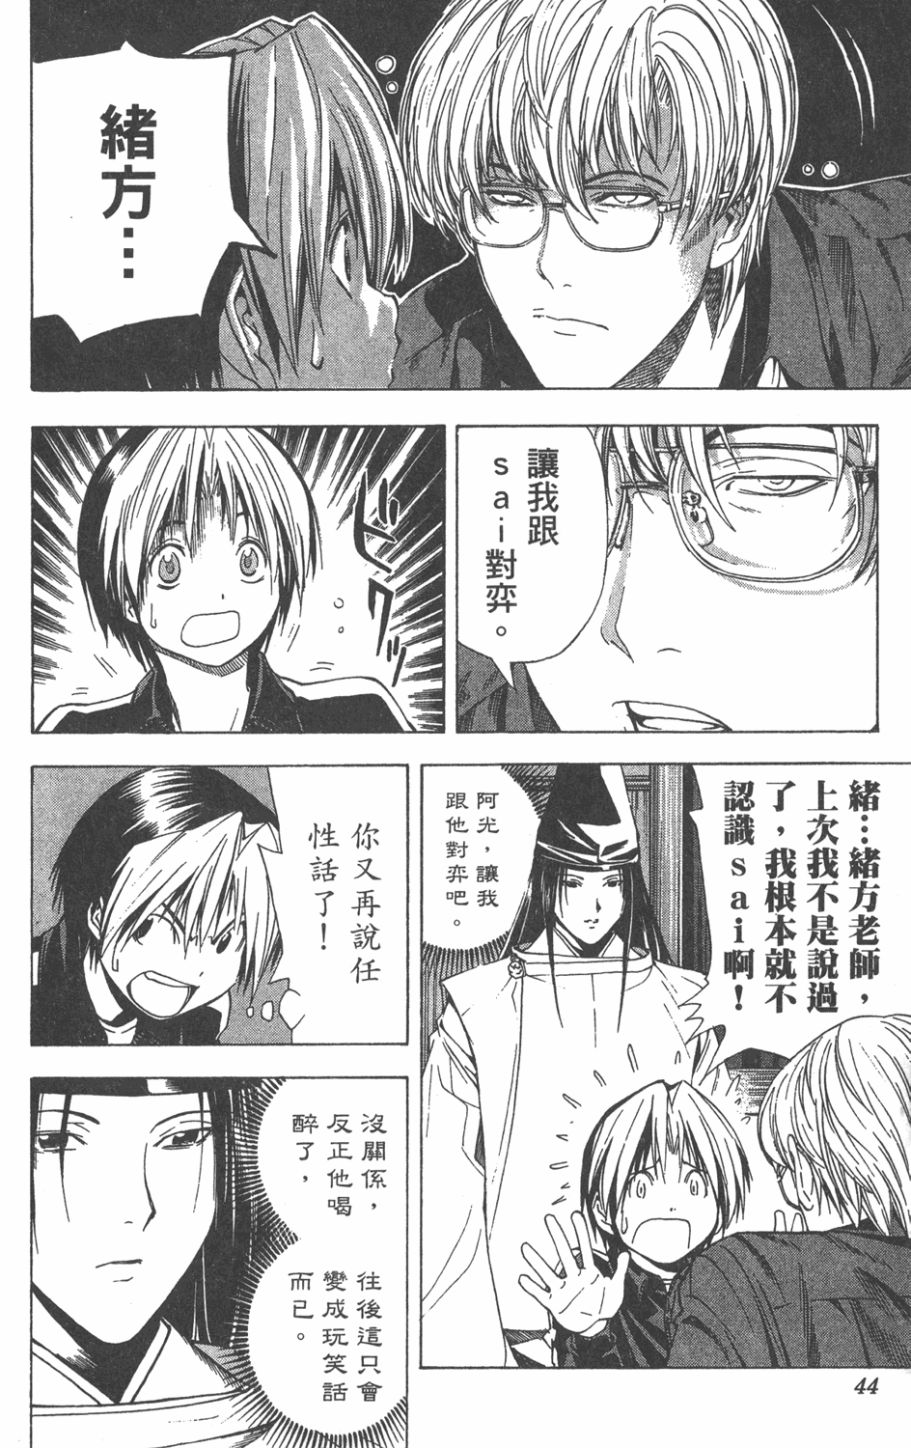 緒方…
讓我跟
sai對弈。
ドギッ
緒…緒方老師，
上次我不是說過
了，我根本就不
認識sai啊！
阿光，讓我
跟他對弈吧。
你又再說任
性話了！
沒關係，
反正他喝
醉了，
往後這只會
變成玩笑話
而已。
44